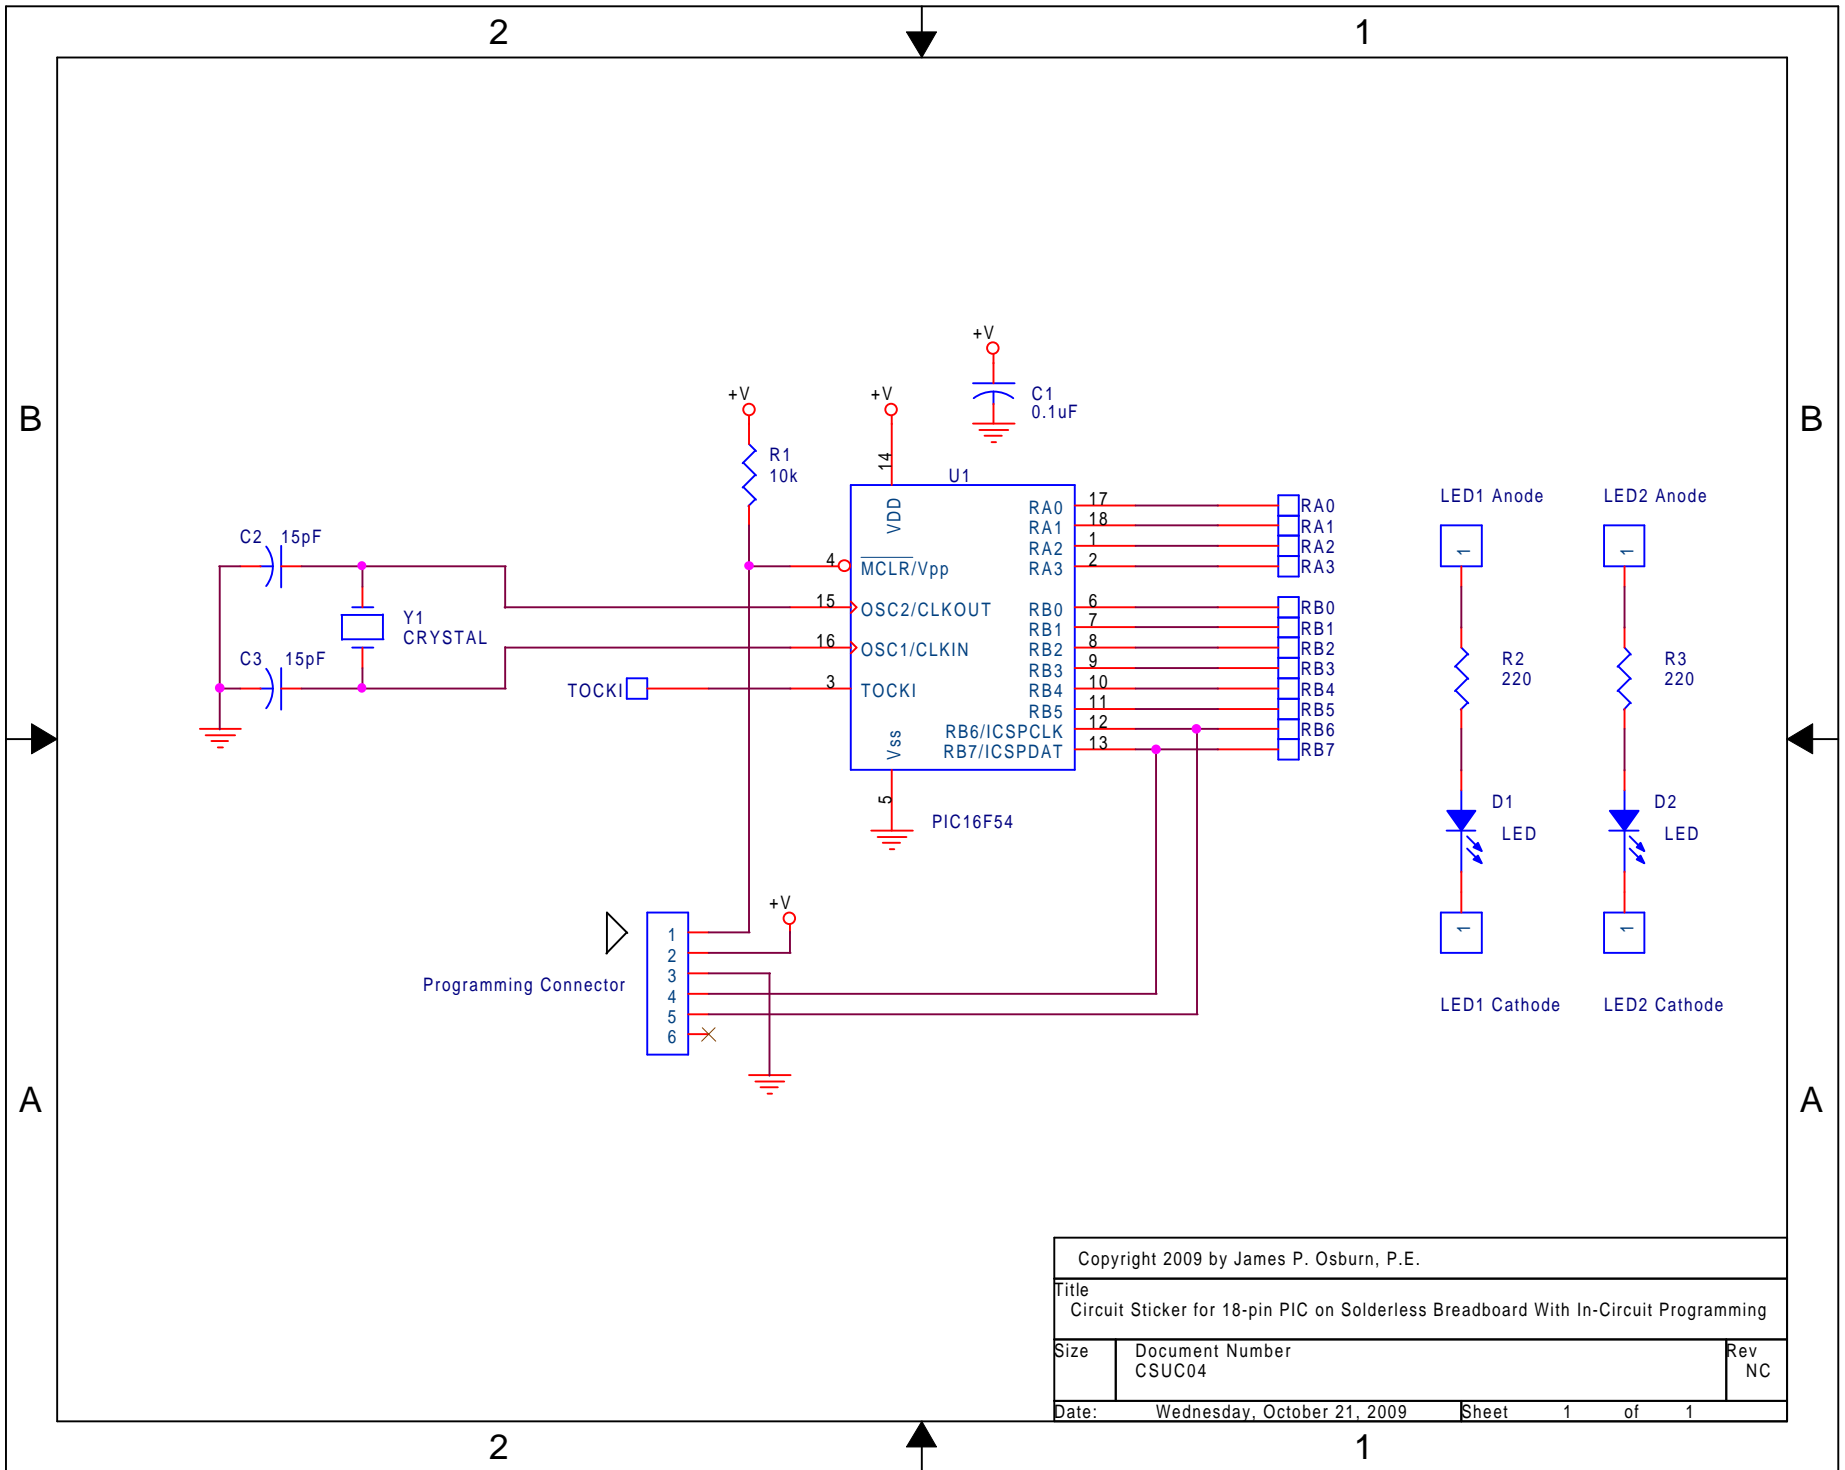 2 1
B B
A A
+V
C1
0.1uF
+V
+V
R1
10k
14
U1
VDD
C2 15pF
Y1
CRYSTAL
C3 15pF
TOCKI
4 MCLR/Vpp
15 OSC2/CLKOUT
16 OSC1/CLKIN
3 TOCKI
Vss
5
PIC16F54
RA0 17 RA0
RA1 18 RA1
RA2 1 RA2
RA3 2 RA3
RB0 6 RB0
RB1 7 RB1
RB2 8 RB2
RB3 9 RB3
RB4 10 RB4
RB5 11 RB5
RB6/ICSPCLK 12 RB6
RB7/ICSPDAT 13 RB7
LED1 Anode
1
R2
220
D1
LED
1
LED1 Cathode
LED2 Anode
1
R3
220
D2
LED
1
LED2 Cathode
+V
Programming Connector
1
2
3
4
5
6
Copyright 2009 by James P. Osburn, P.E.
Title
Circuit Sticker for 18-pin PIC on Solderless Breadboard With In-Circuit Programming
Size Document Number Rev
CSUC04 NC
Date: Wednesday, October 21, 2009 Sheet 1 of 1
2 1